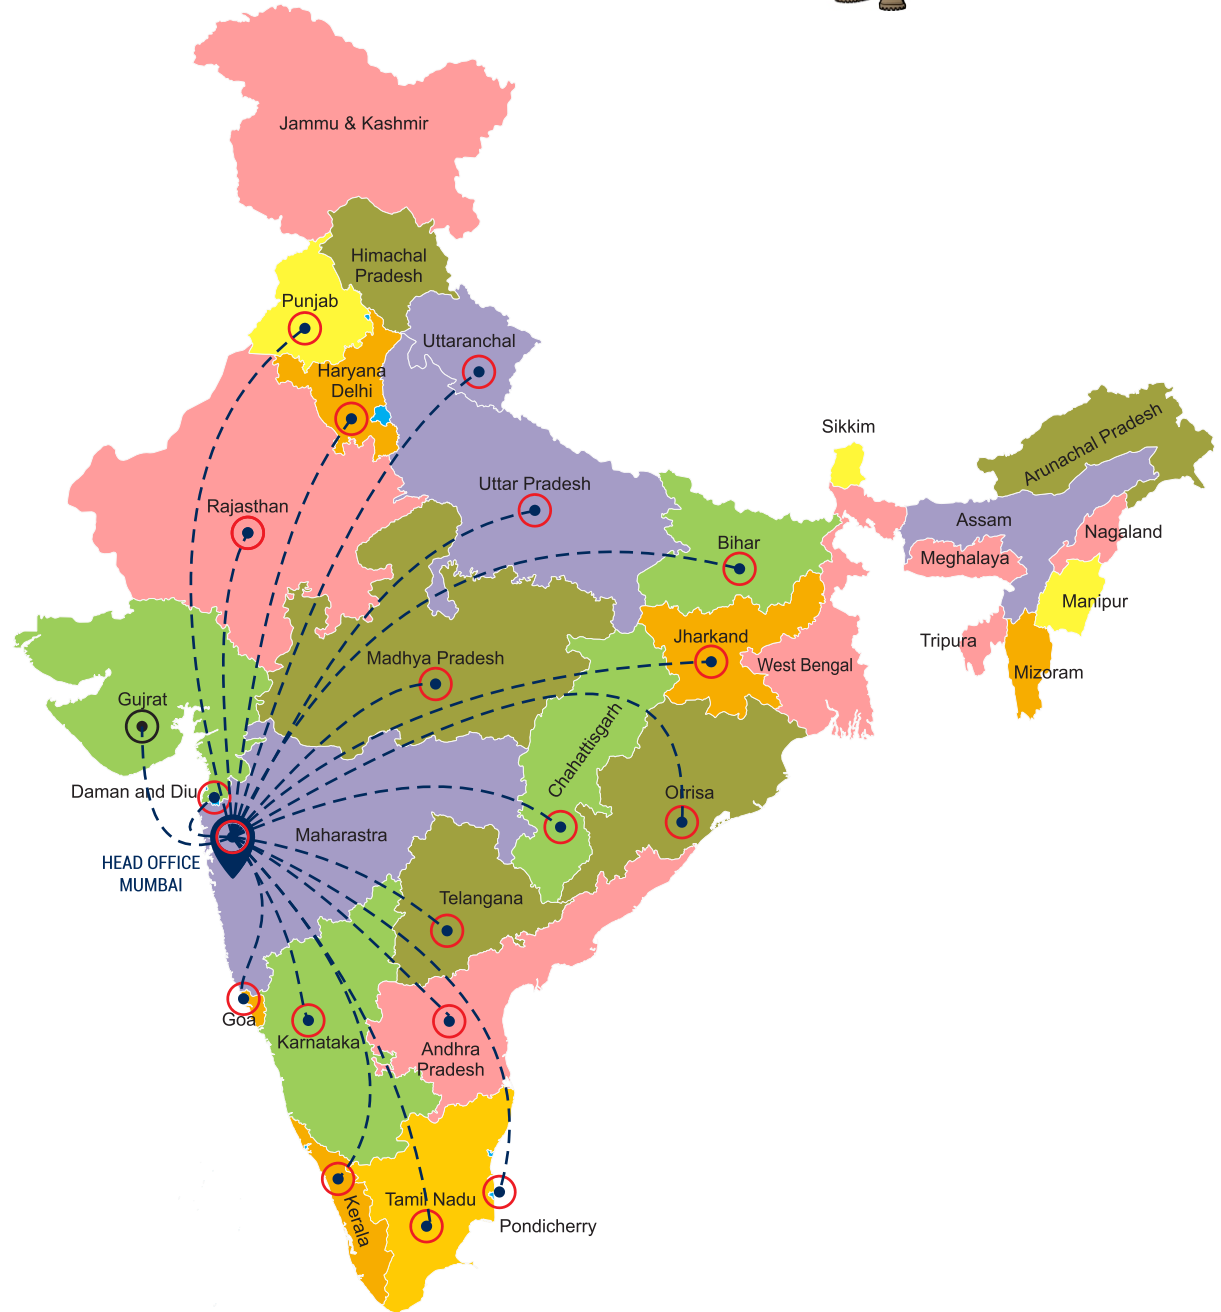 Jammu & Kashmir
Himachal
Pradesh
Punjab
Uttaranchal
Haryana
Delhi
Sikkim
Arunachal Pradesh
Uttar Pradesh
Rajasthan
Assam
Nagaland
Bihar
Meghalaya
Manipur
Jharkand
Tripura
West Bengal
Madhya Pradesh
Mizoram
Gujrat
Chahattisgarh
Daman and Diu
Orrisa
Maharastra
HEAD OFFICE
MUMBAI
Telangana
Goa
Karnataka
Andhra
Pradesh
Tamil Nadu
Kerala
Pondicherry